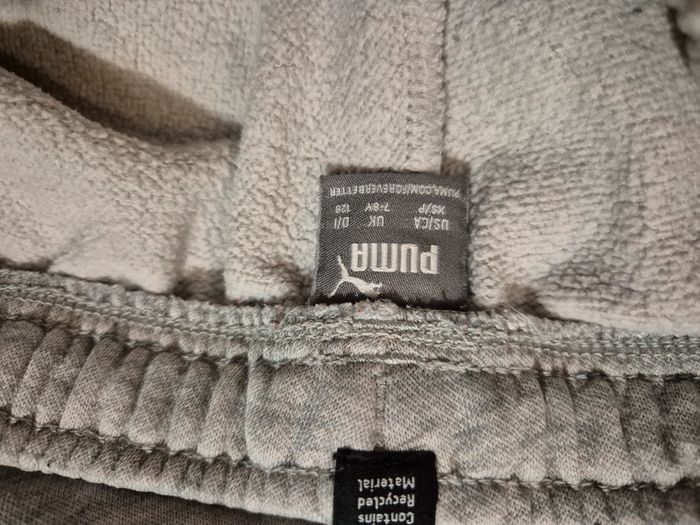 PUMA
US/CA UK D/I
XS/P 7-8Y 128
PUMA.COM/FOREVERBETTER
Contains
Recycled
Material